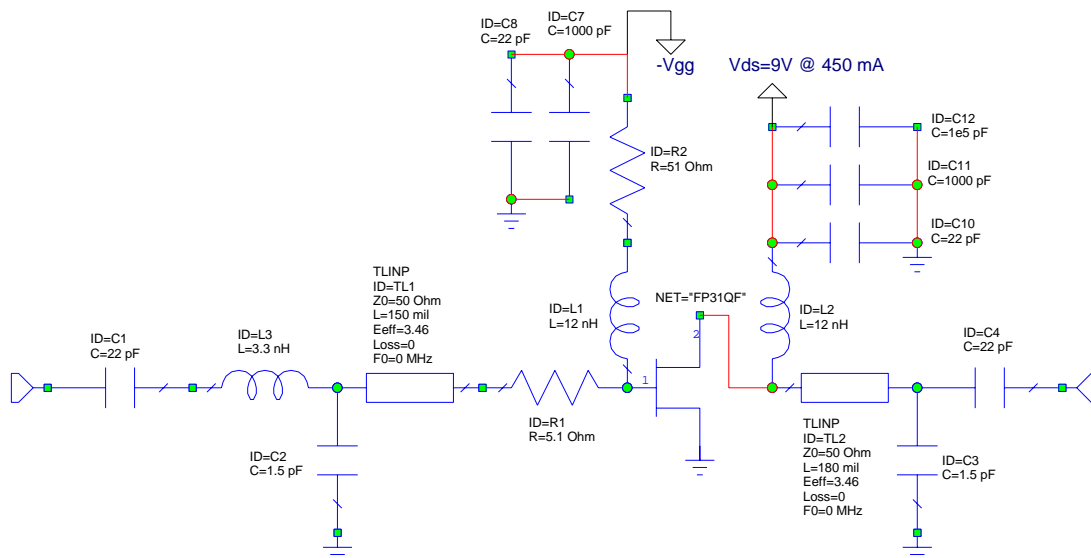 ID=C8
C=22 pF
ID=C7
C=1000 pF
-Vgg
Vds=9V @ 450 mA
ID=C12
C=1e5 pF
ID=R2
R=51 Ohm
ID=C11
C=1000 pF
ID=C10
C=22 pF
TLINP
ID=TL1
Z0=50 Ohm
L=150 mil
Eeff=3.46
Loss=0
F0=0 MHz
ID=L1
L=12 nH
NET="FP31QF"
ID=L2
L=12 nH
ID=C1
C=22 pF
ID=L3
L=3.3 nH
2
ID=C4
C=22 pF
1
ID=R1
R=5.1 Ohm
ID=C2
C=1.5 pF
TLINP
ID=TL2
Z0=50 Ohm
L=180 mil
Eeff=3.46
Loss=0
F0=0 MHz
ID=C3
C=1.5 pF